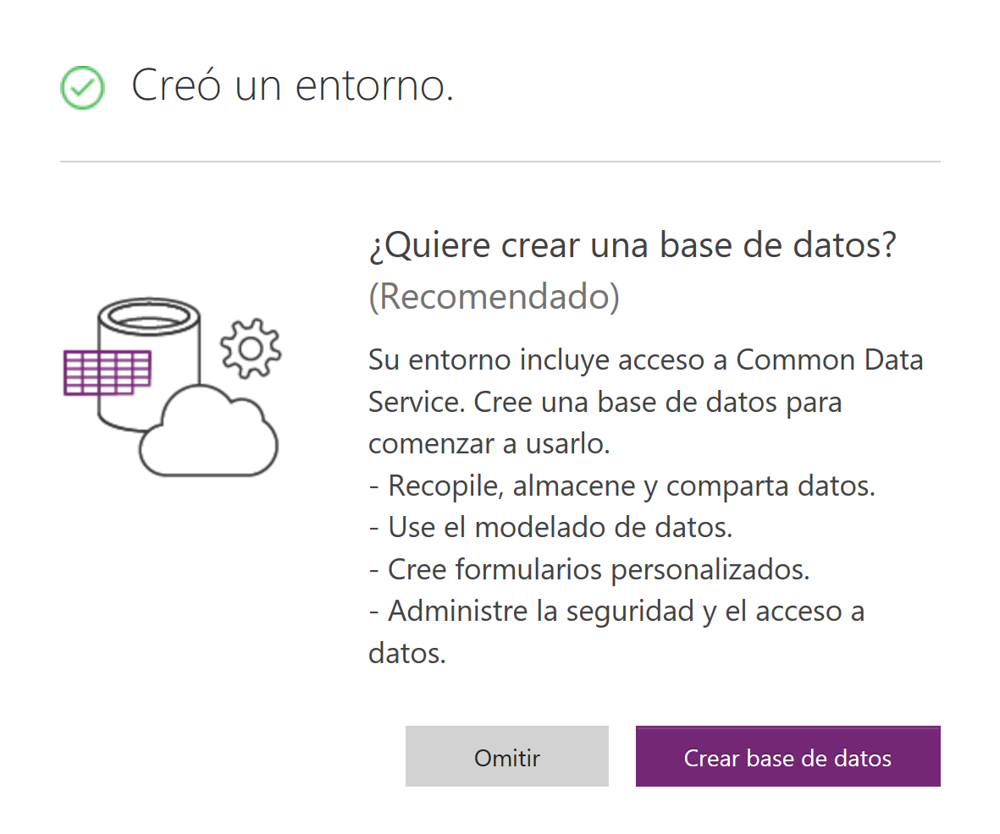 Creó un entorno.
¿Quiere crear una base de datos?
(Recomendado)
Su entorno incluye acceso a Common Data
Service. Cree una base de datos para
comenzar a usarlo.
- Recopile, almacene y comparta datos.
- Use el modelado de datos.
- Cree formularios personalizados.
- Administre la seguridad y el acceso a
datos.
Omitir
Crear base de datos